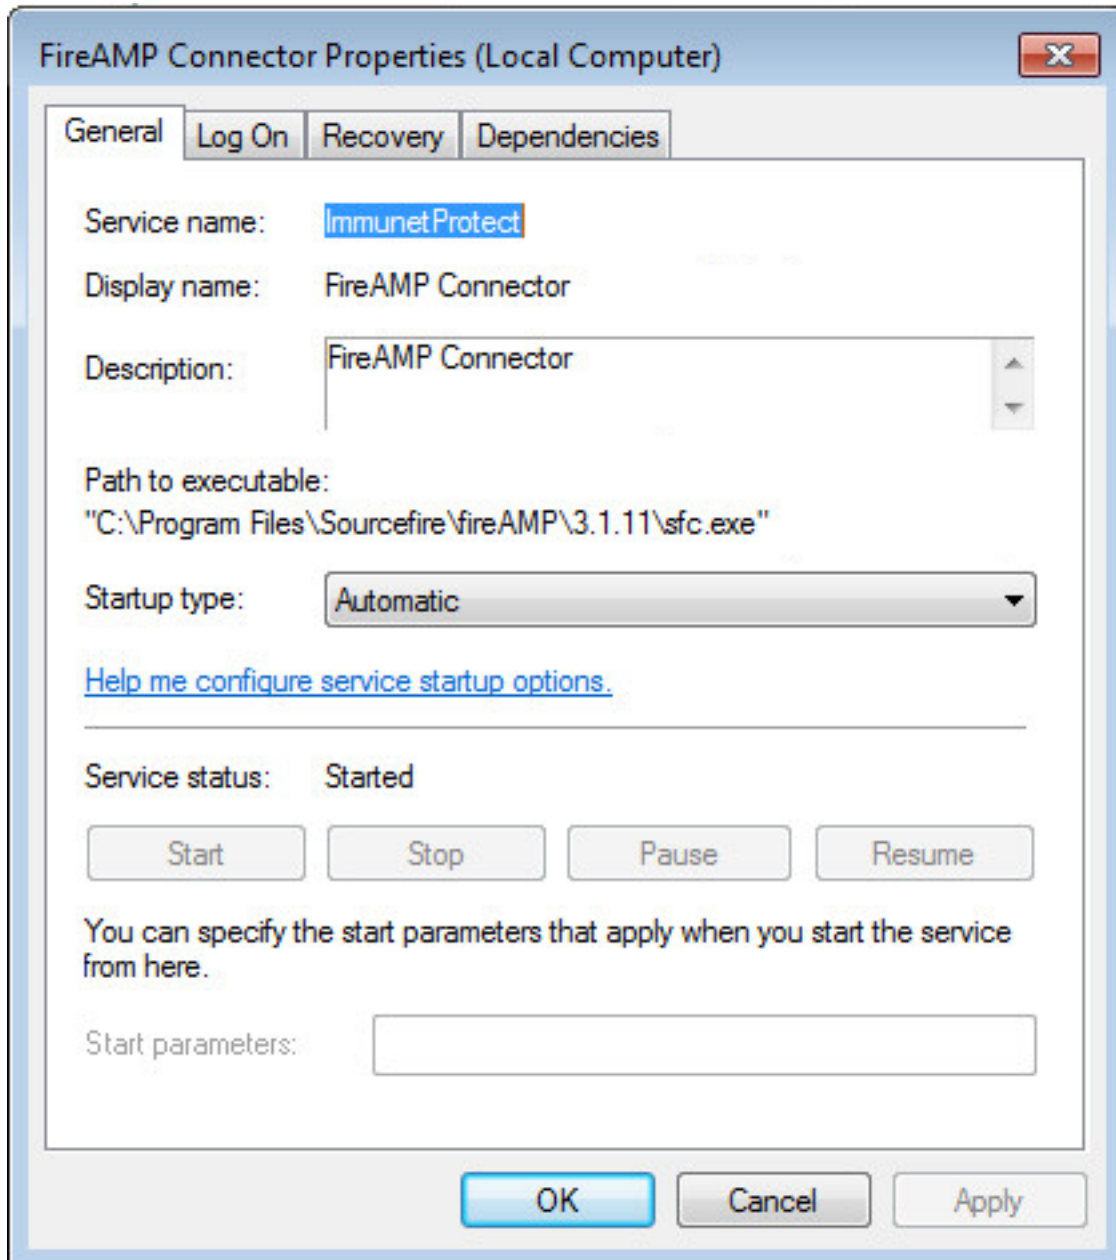 FireAMP Connector Properties (Local Computer)
General Log On Recovery Dependencies
Service name: ImmunetProtect
Display name: FireAMP Connector
Description: FireAMP Connector
Path to executable:
"C:\Program Files\Sourcefire\fireAMP\3.1.11\sfc.exe"
Startup type: Automatic
Help me configure service startup options.
Service status: Started
Start Stop Pause Resume
You can specify the start parameters that apply when you start the service
from here.
Start parameters:
OK Cancel Apply